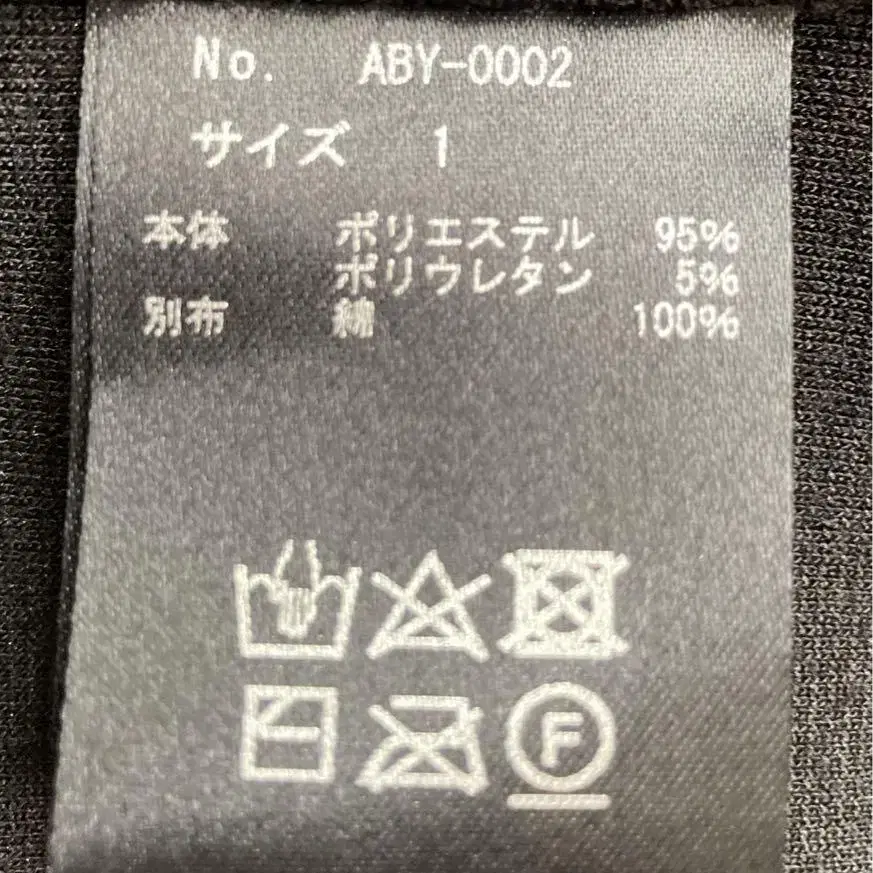 No. ABY-0002
サイズ 1
本体 ポリエステル 95%
ポリウレタン 5%
別布 綿 100%
F